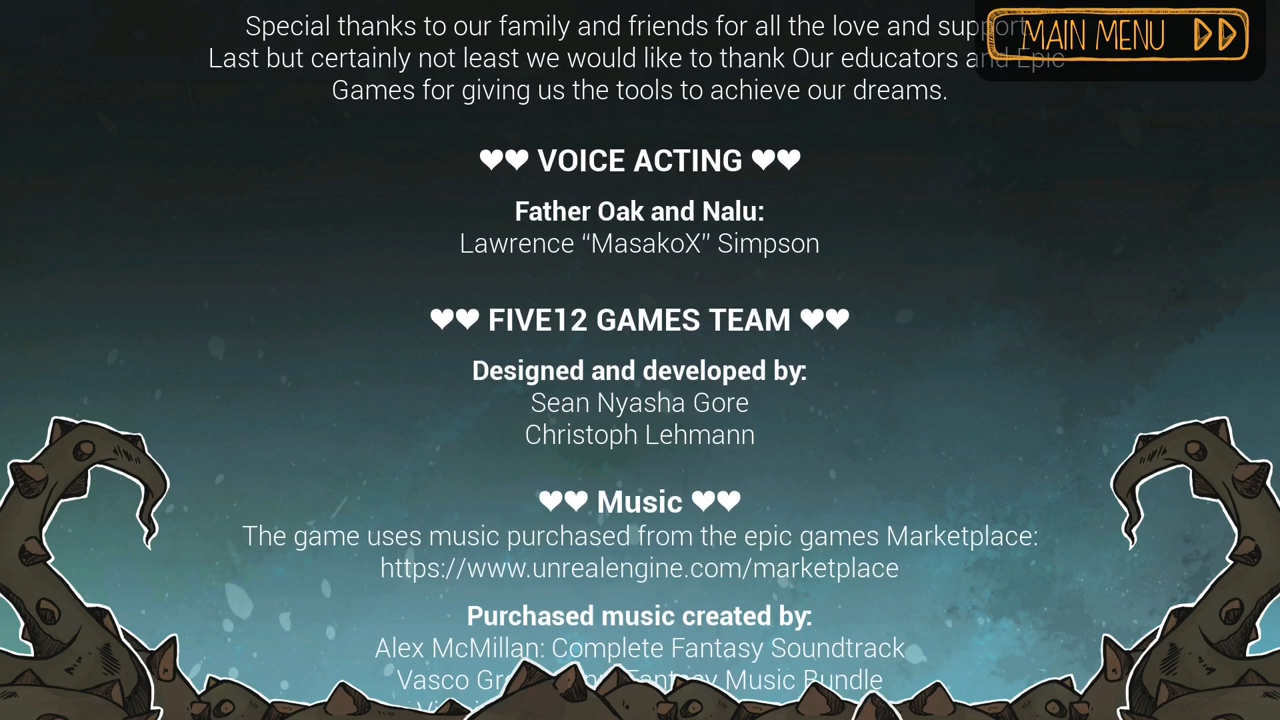 Special thanks to our family and friends for all the love and support
MAIN MENU
Last but certainly not least we would like to thank Our educators and Epic
Games for giving us the tools to achieve our dreams.
♥♥ VOICE ACTING ♥♥
Father Oak and Nalu:
Lawrence “MasakoX” Simpson
♥♥ FIVE12 GAMES TEAM ♥♥
Designed and developed by:
Sean Nyasha Gore
Christoph Lehmann
♥♥ Music ♥♥
The game uses music purchased from the epic games Marketplace:
https://www.unrealengine.com/marketplace
Purchased music created by:
Alex McMillan: Complete Fantasy Soundtrack
Vasco Fantasy Music Bundle